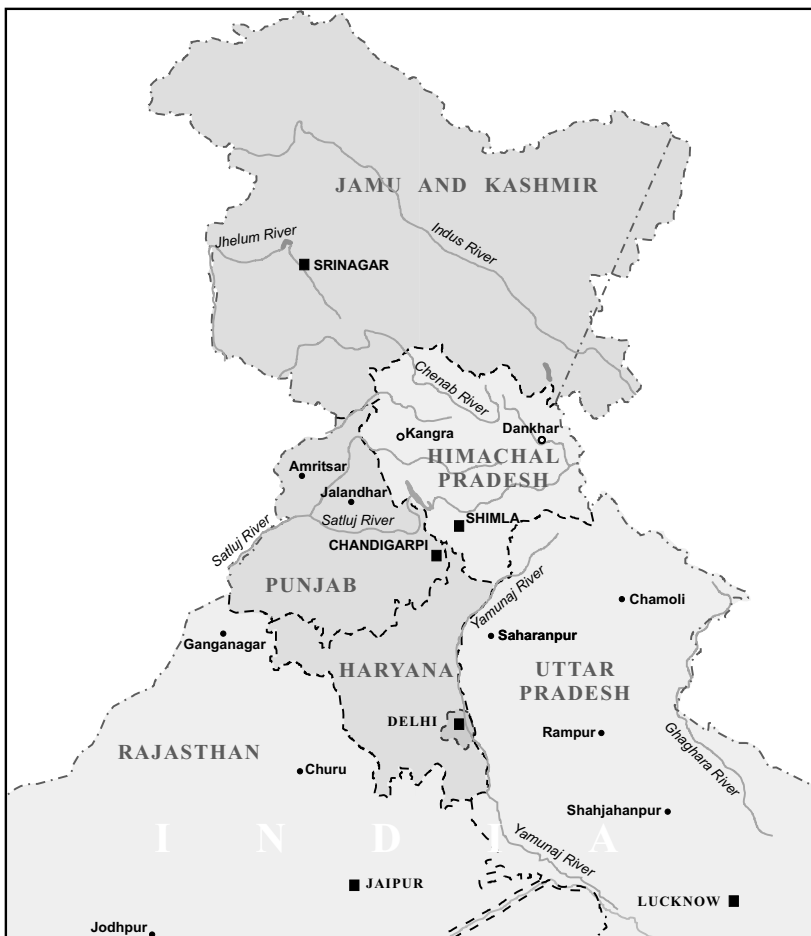 JAMU AND KASHMIR
Jhelum River
Indus River
SRINAGAR
Chenab River
Kangra
Dankhar
HIMACHAL
PRADESH
Amritsar
Jalandhar
Satluj River
Satluj River
SHIMLA
CHANDIGARPI
PUNJAB
Yamunaj River
Chamoli
Ganganagar
Saharanpur
HARYANA
UTTAR
PRADESH
DELHI
Rampur
RAJASTHAN
Ghaghara River
Churu
Shahjahanpur
I N D I A
Yamunaj River
JAIPUR
LUCKNOW
Jodhpur